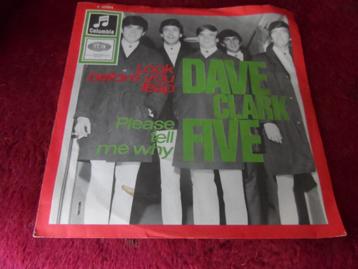 Columbia
Look
before you
leap
DAVE
CLARK
FIVE
Please
tell
me why